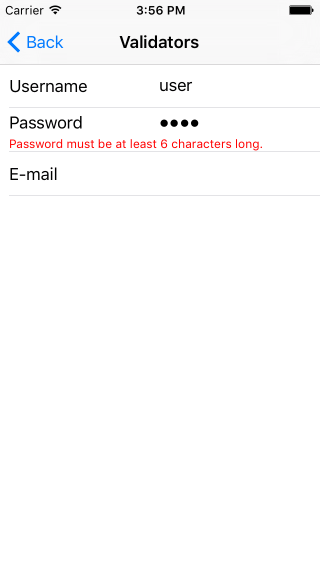 Carrier 3:56 PM
Back Validators
Username user
Password ••••
Password must be at least 6 characters long.
E-mail